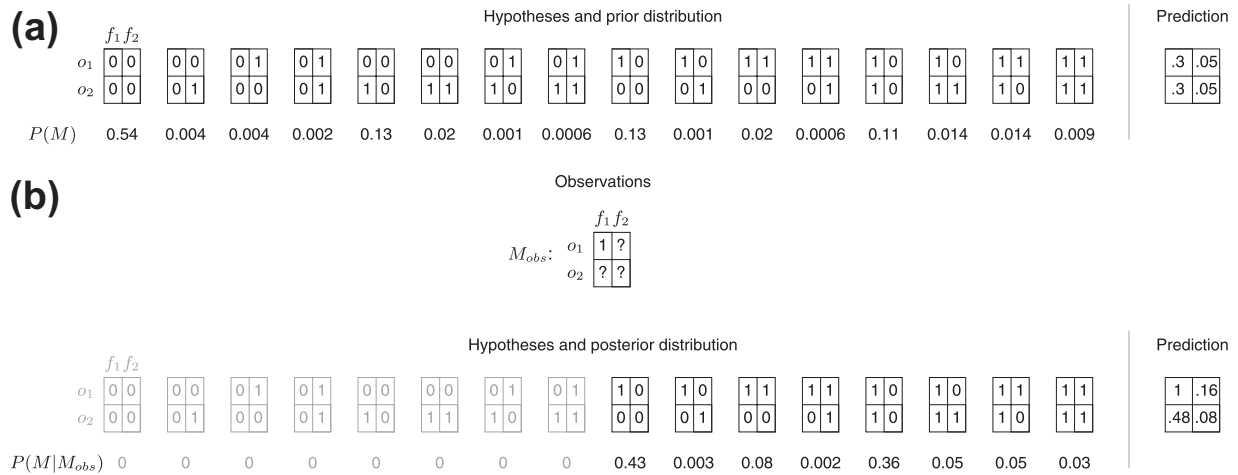 (a)
Hypotheses and prior distribution Prediction
f1 f2
o1 0 0 0 0 0 1 0 1 0 0 0 0 0 1 0 1 1 0 1 0 1 1 1 1 1 0 1 0 1 1 1 1 .3 .05
o2 0 0 0 1 0 0 0 1 1 0 1 1 1 0 1 1 0 0 0 1 0 0 0 1 1 0 1 1 1 0 1 1 .3 .05
P(M) 0.54 0.004 0.004 0.002 0.13 0.02 0.001 0.0006 0.13 0.001 0.02 0.0006 0.11 0.014 0.014 0.009
(b)
Observations
f1 f2
Mobs: o1 1 ?
o2 ? ?
Hypotheses and posterior distribution Prediction
f1 f2
o1 0 0 0 0 0 1 0 1 0 0 0 0 0 1 0 1 1 0 1 0 1 1 1 1 1 0 1 0 1 1 1 1 1 .16
o2 0 0 0 1 0 0 0 1 1 0 1 1 1 0 1 1 0 0 0 1 0 0 0 1 1 0 1 1 1 0 1 1 .48 .08
P(M|Mobs) 0 0 0 0 0 0 0 0 0.43 0.003 0.08 0.002 0.36 0.05 0.05 0.03